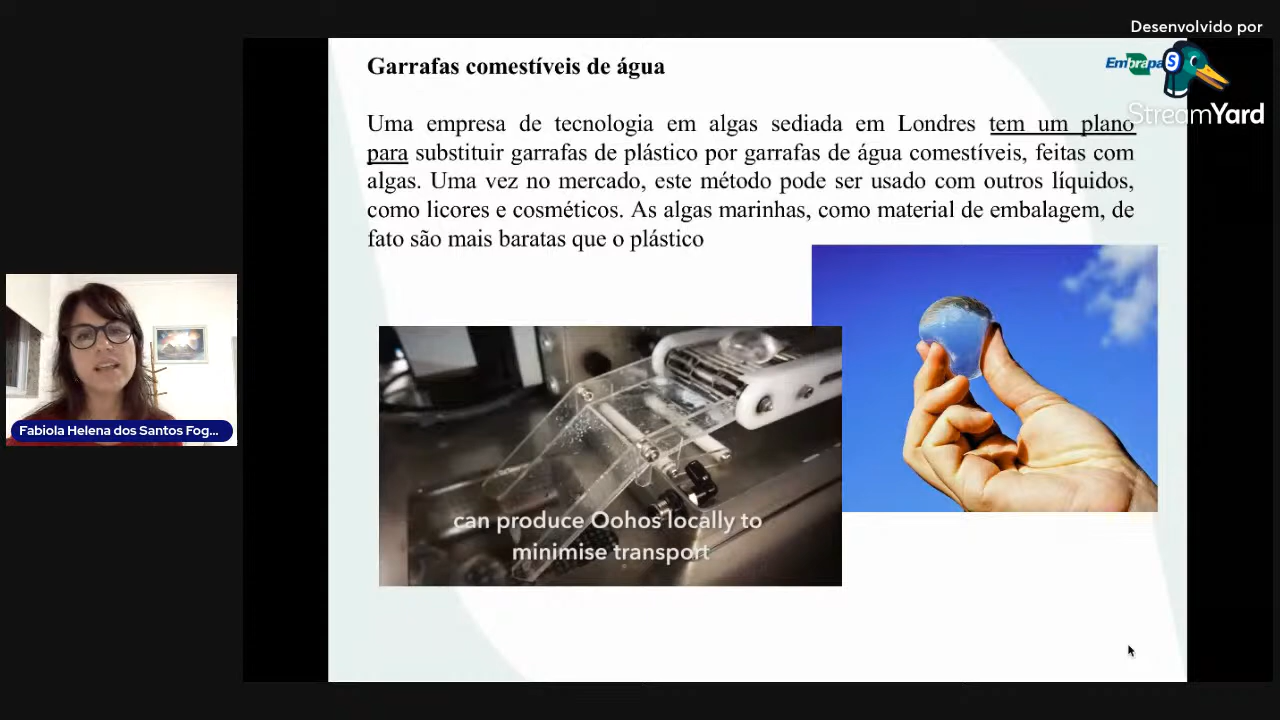 Desenvolvido por
StreamYard
Embrapa
Garrafas comestíveis de água
Uma empresa de tecnologia em algas sediada em Londres tem um plano
para substituir garrafas de plástico por garrafas de água comestíveis, feitas com
algas. Uma vez no mercado, este método pode ser usado com outros líquidos,
como licores e cosméticos. As algas marinhas, como material de embalagem, de
fato são mais baratas que o plástico
can produce Oohos locally to
minimise transport
Fabiola Helena dos Santos Fog...